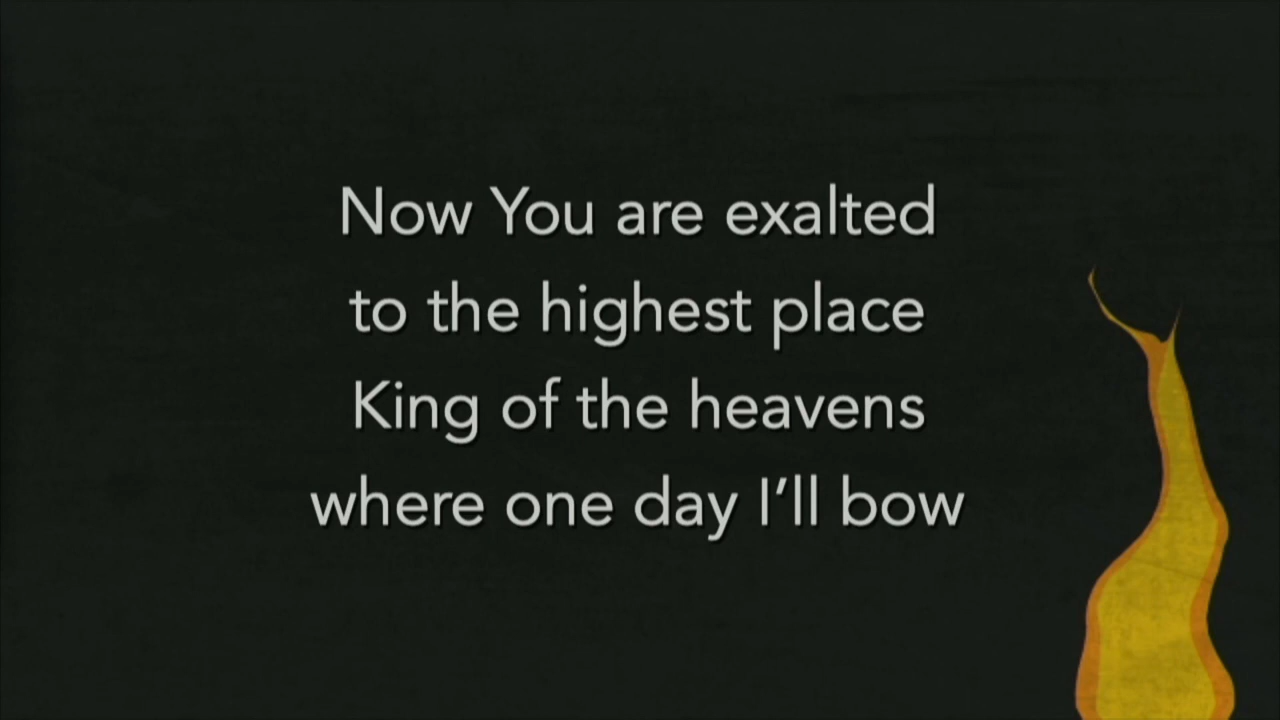 Now You are exalted
to the highest place
King of the heavens
where one day I’ll bow